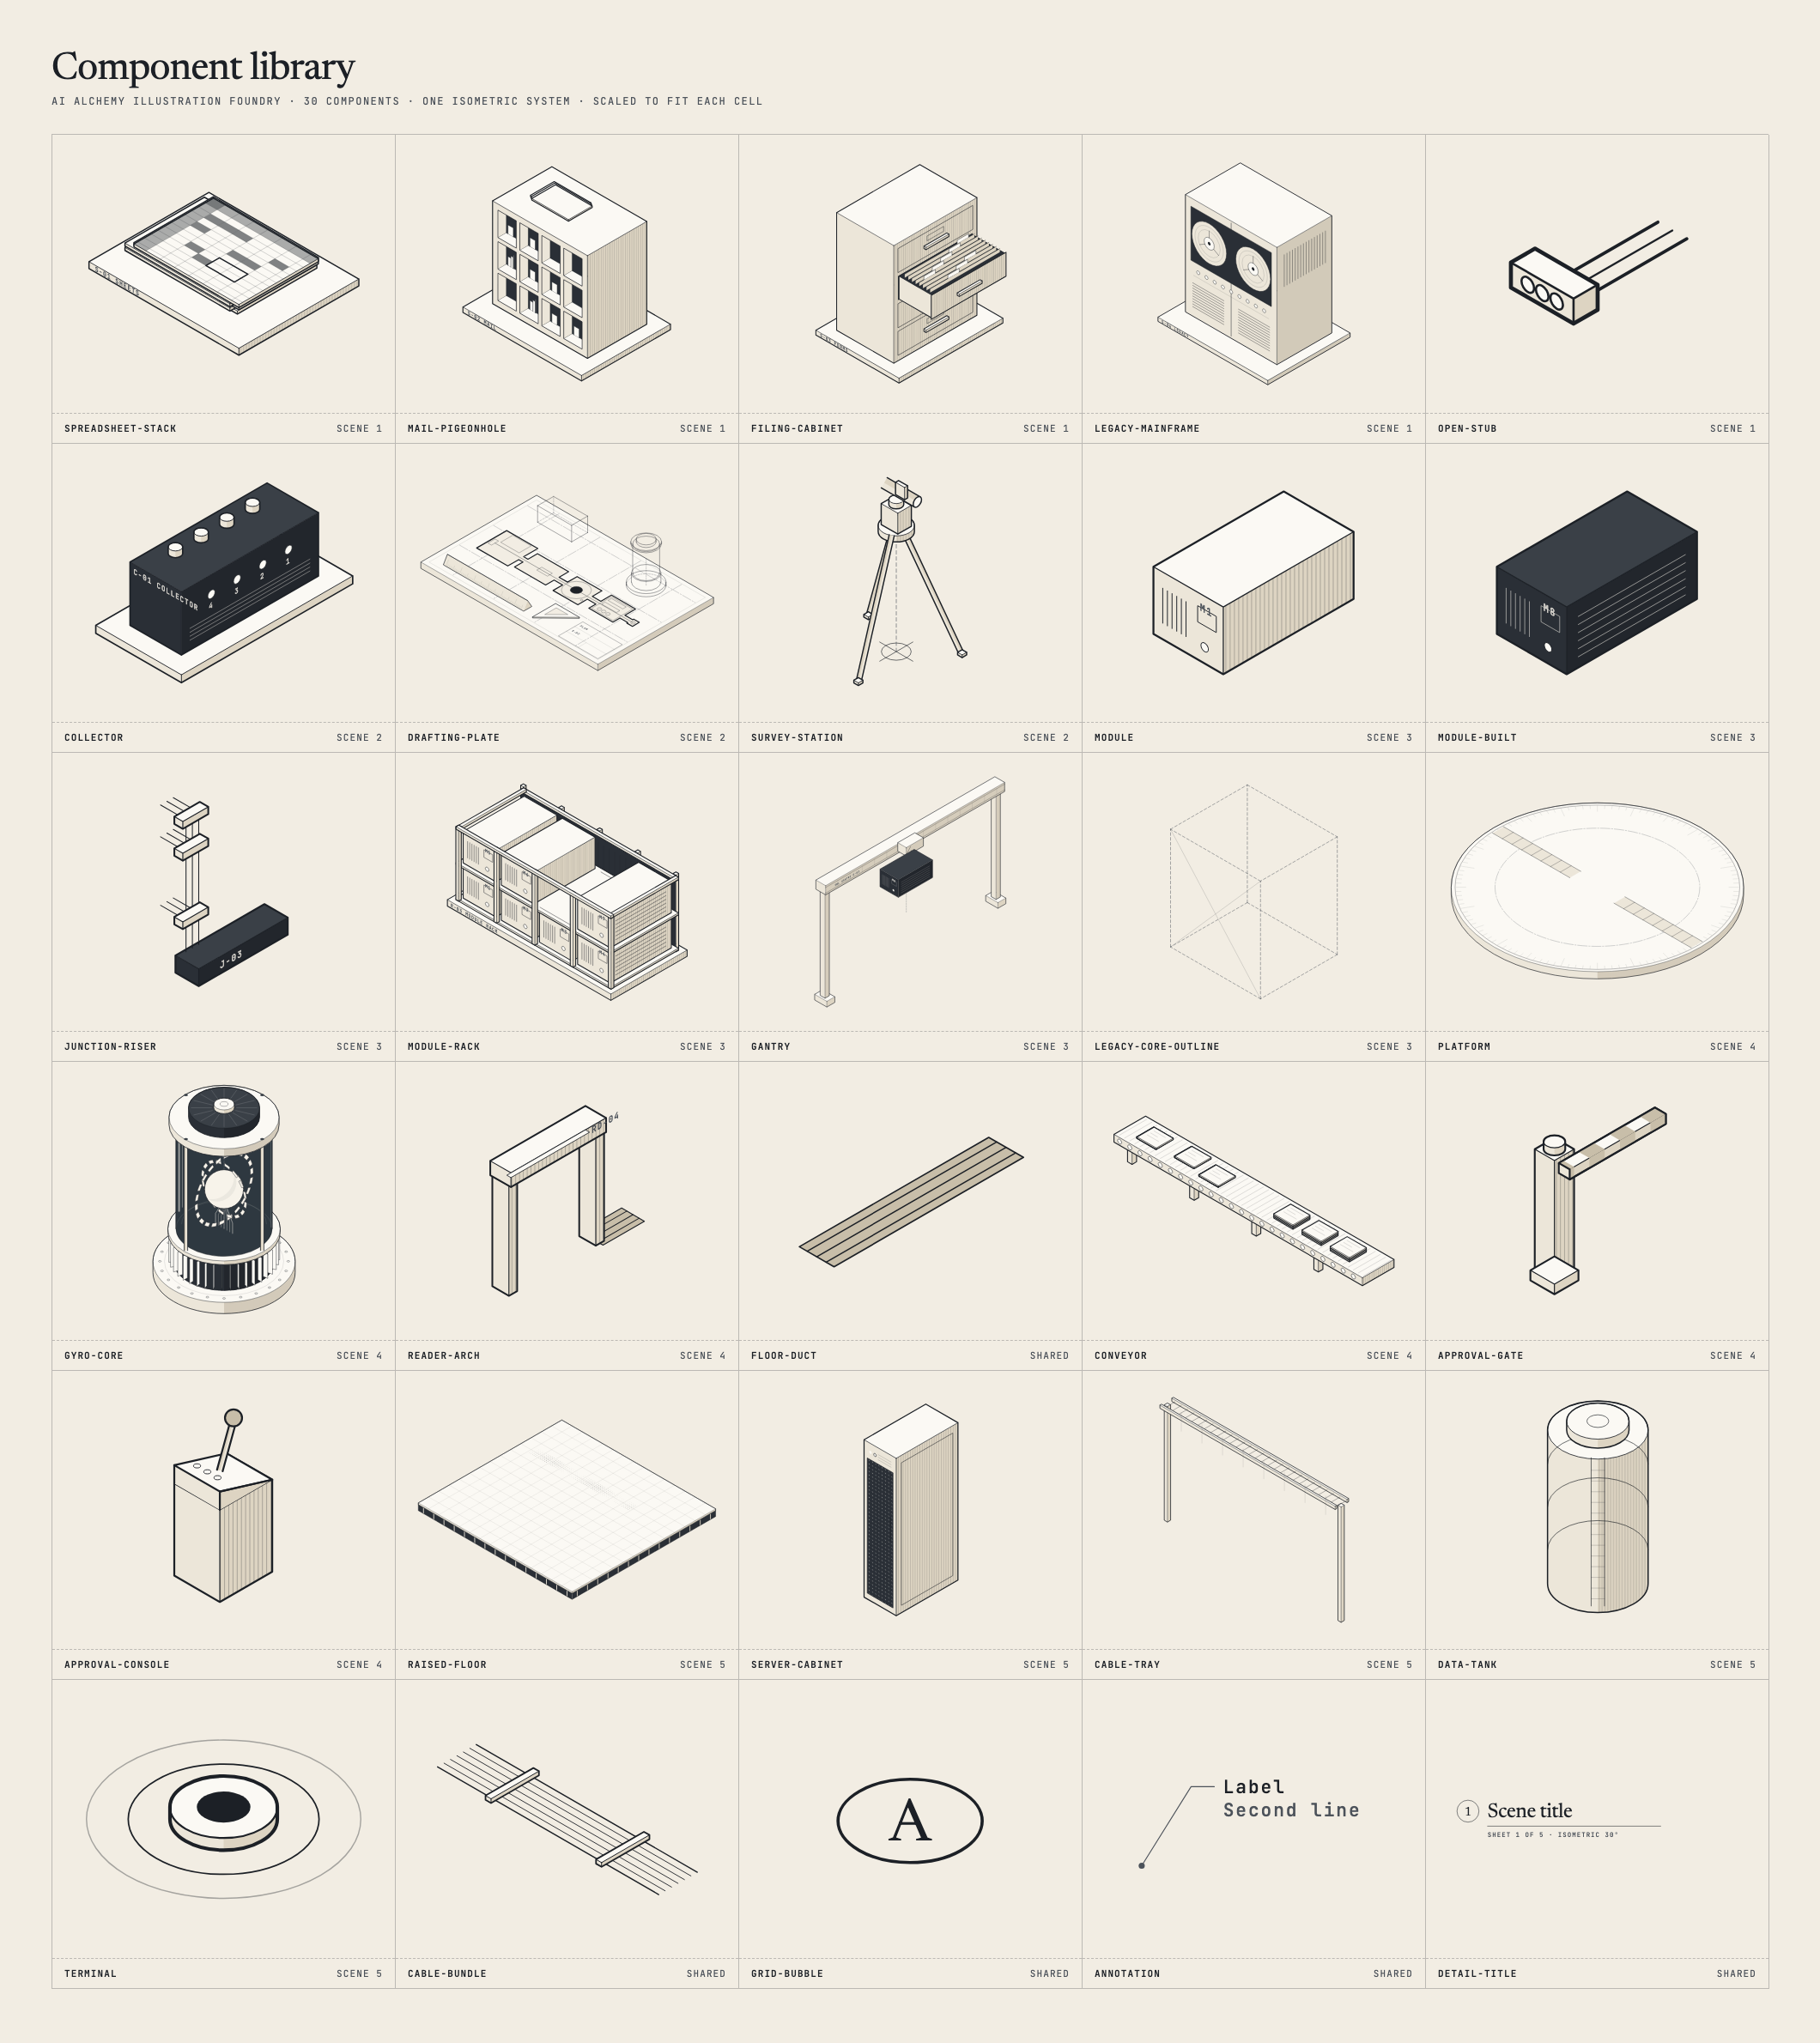 Component library
AI ALCHEMY ILLUSTRATION FOUNDRY · 30 COMPONENTS · ONE ISOMETRIC SYSTEM · SCALED TO FIT EACH CELL
SPREADSHEET-STACK SCENE 1
MAIL-PIGEONHOLE SCENE 1
FILING-CABINET SCENE 1
LEGACY-MAINFRAME SCENE 1
OPEN-STUB SCENE 1
C-01 COLLECTOR
4 3 2 1
M1
M8
COLLECTOR SCENE 2
DRAFTING-PLATE SCENE 2
SURVEY-STATION SCENE 2
MODULE SCENE 3
MODULE-BUILT SCENE 3
J-03
JUNCTION-RISER SCENE 3
MODULE-RACK SCENE 3
GANTRY SCENE 3
LEGACY-CORE-OUTLINE SCENE 3
PLATFORM SCENE 4
GYRO-CORE SCENE 4
READER-ARCH SCENE 4
FLOOR-DUCT SHARED
CONVEYOR SCENE 4
APPROVAL-GATE SCENE 4
APPROVAL-CONSOLE SCENE 4
RAISED-FLOOR SCENE 5
SERVER-CABINET SCENE 5
CABLE-TRAY SCENE 5
DATA-TANK SCENE 5
A
Label
Second line
1 Scene title
SHEET 1 OF 5 · ISOMETRIC 30°
TERMINAL SCENE 5
CABLE-BUNDLE SHARED
GRID-BUBBLE SHARED
ANNOTATION SHARED
DETAIL-TITLE SHARED